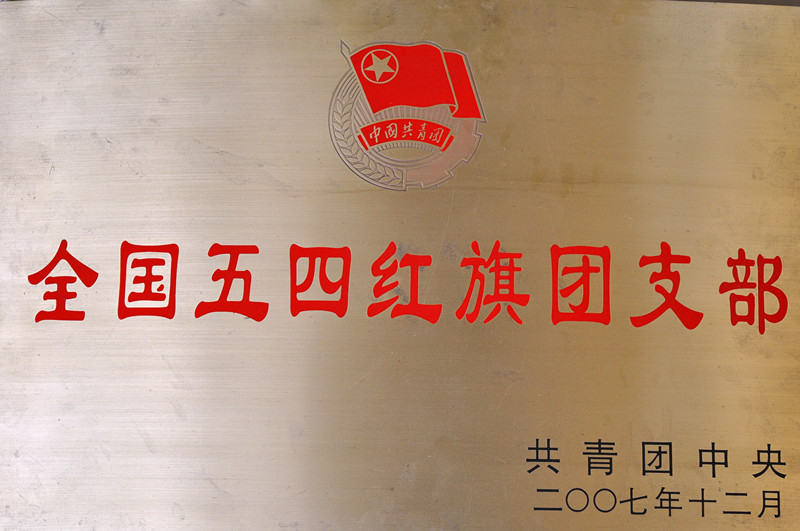 中国共青团
全国五四红旗团支部
共青团中央
二〇〇七年十二月